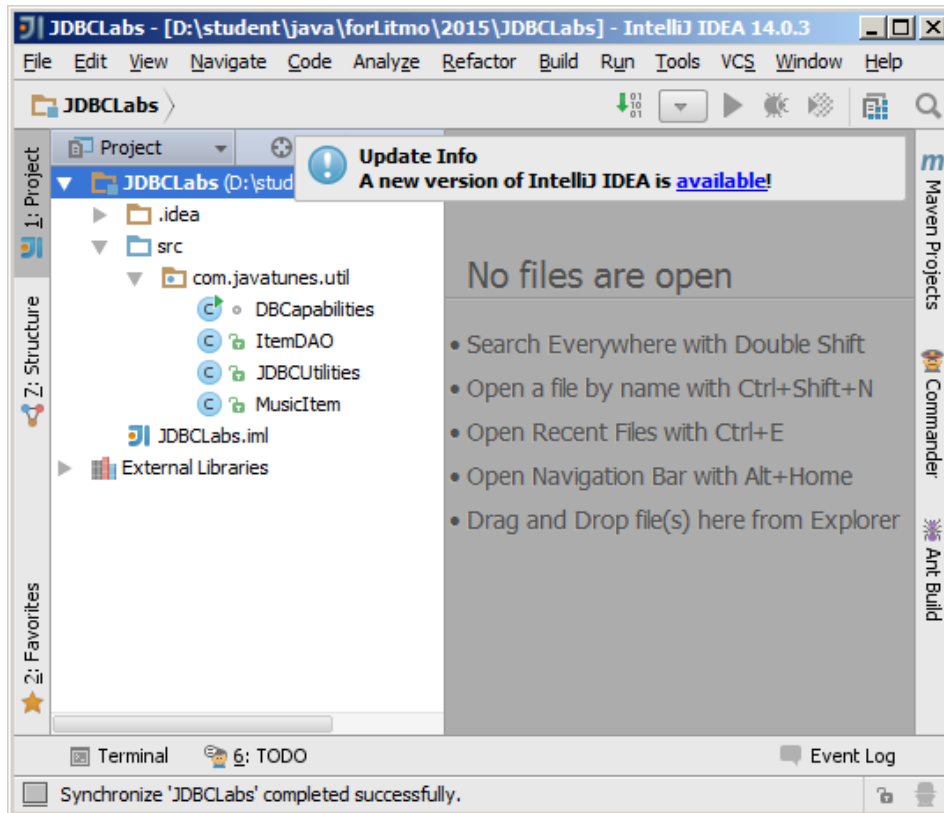 JDBCLabs - [D:\student\java\forLitmo\2015\JDBCLabs] - IntelliJ IDEA 14.0.3
File Edit View Navigate Code Analyze Refactor Build Run Tools VCS Window Help
JDBCLabs
Project
Update Info
A new version of IntelliJ IDEA is available!
JDBCLabs (D:\stud
.idea
src
com.javatunes.util
DBCapabilities
ItemDAO
JDBCUtilities
MusicItem
JDBCLabs.iml
External Libraries
1: Project
7: Structure
2: Favorites
No files are open
• Search Everywhere with Double Shift
• Open a file by name with Ctrl+Shift+N
• Open Recent Files with Ctrl+E
• Open Navigation Bar with Alt+Home
• Drag and Drop file(s) here from Explorer
m Maven Projects
Commander
Ant Build
Terminal 6: TODO Event Log
Synchronize 'JDBCLabs' completed successfully.